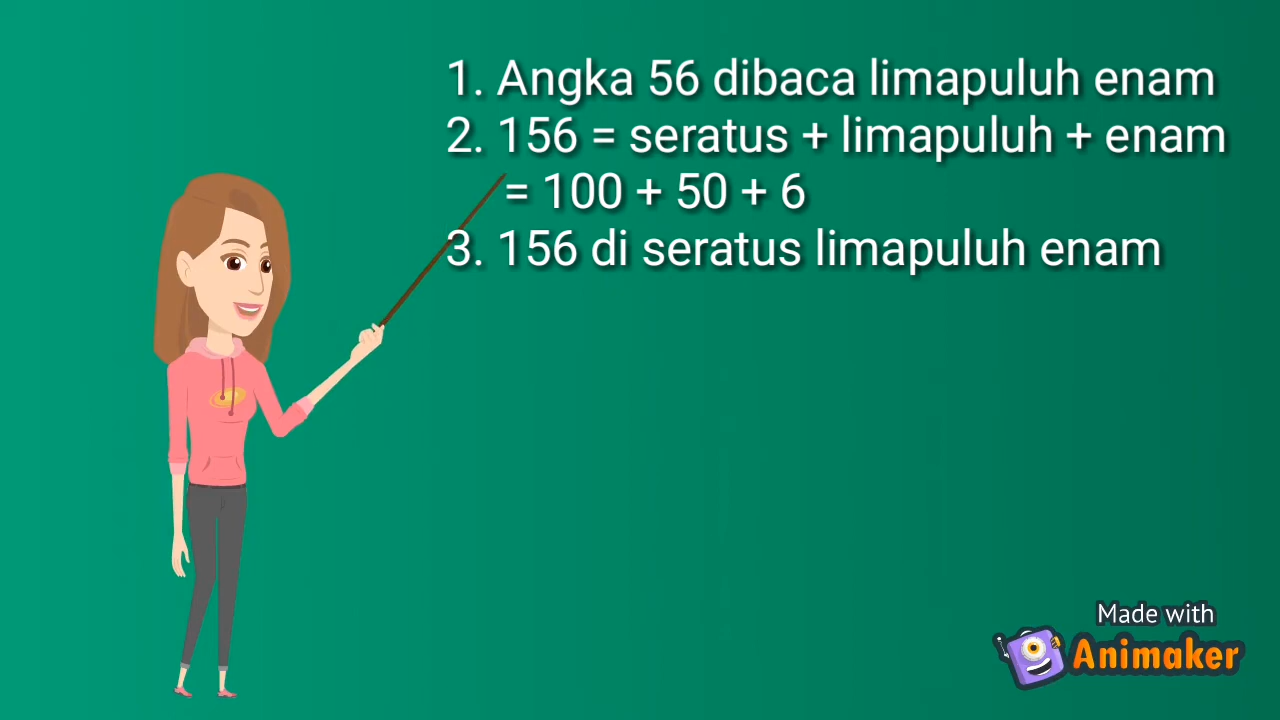 1. Angka 56 dibaca limapuluh enam
2. 156 = seratus + limapuluh + enam
= 100 + 50 + 6
3. 156 di seratus limapuluh enam
Made with
Animaker